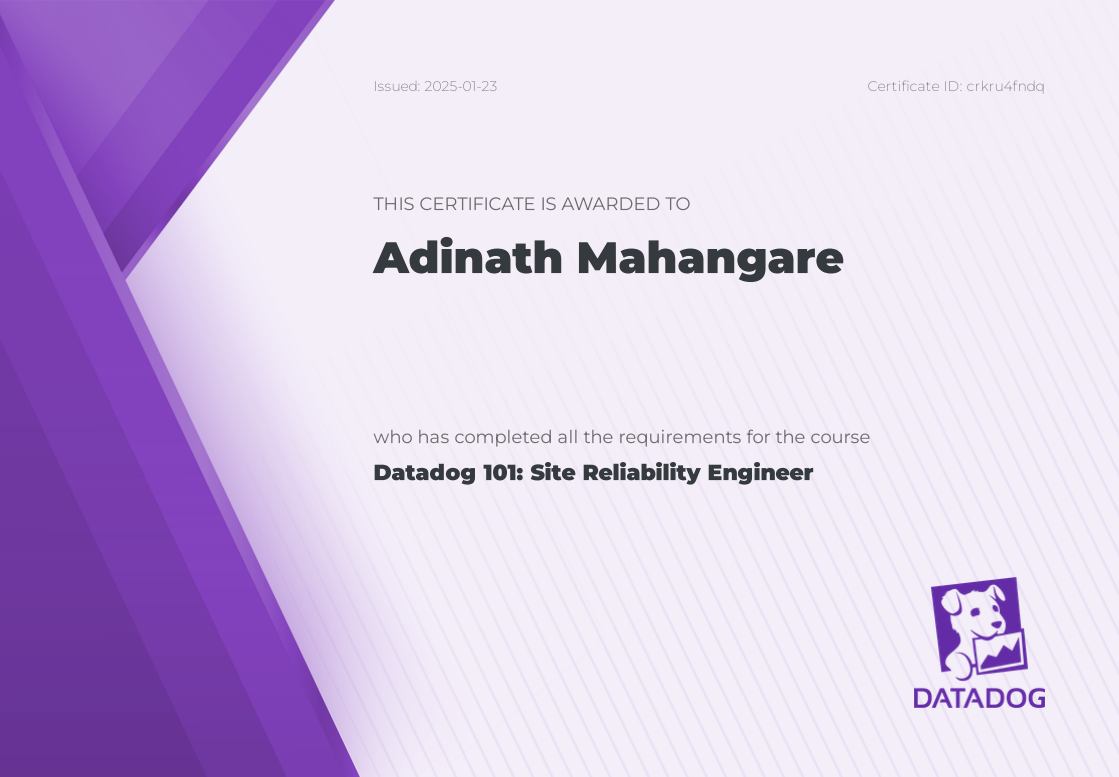 Issued: 2025-01-23
Certificate ID: crkru4fndq
THIS CERTIFICATE IS AWARDED TO
Adinath Mahangare
who has completed all the requirements for the course
Datadog 101: Site Reliability Engineer
DATADOG